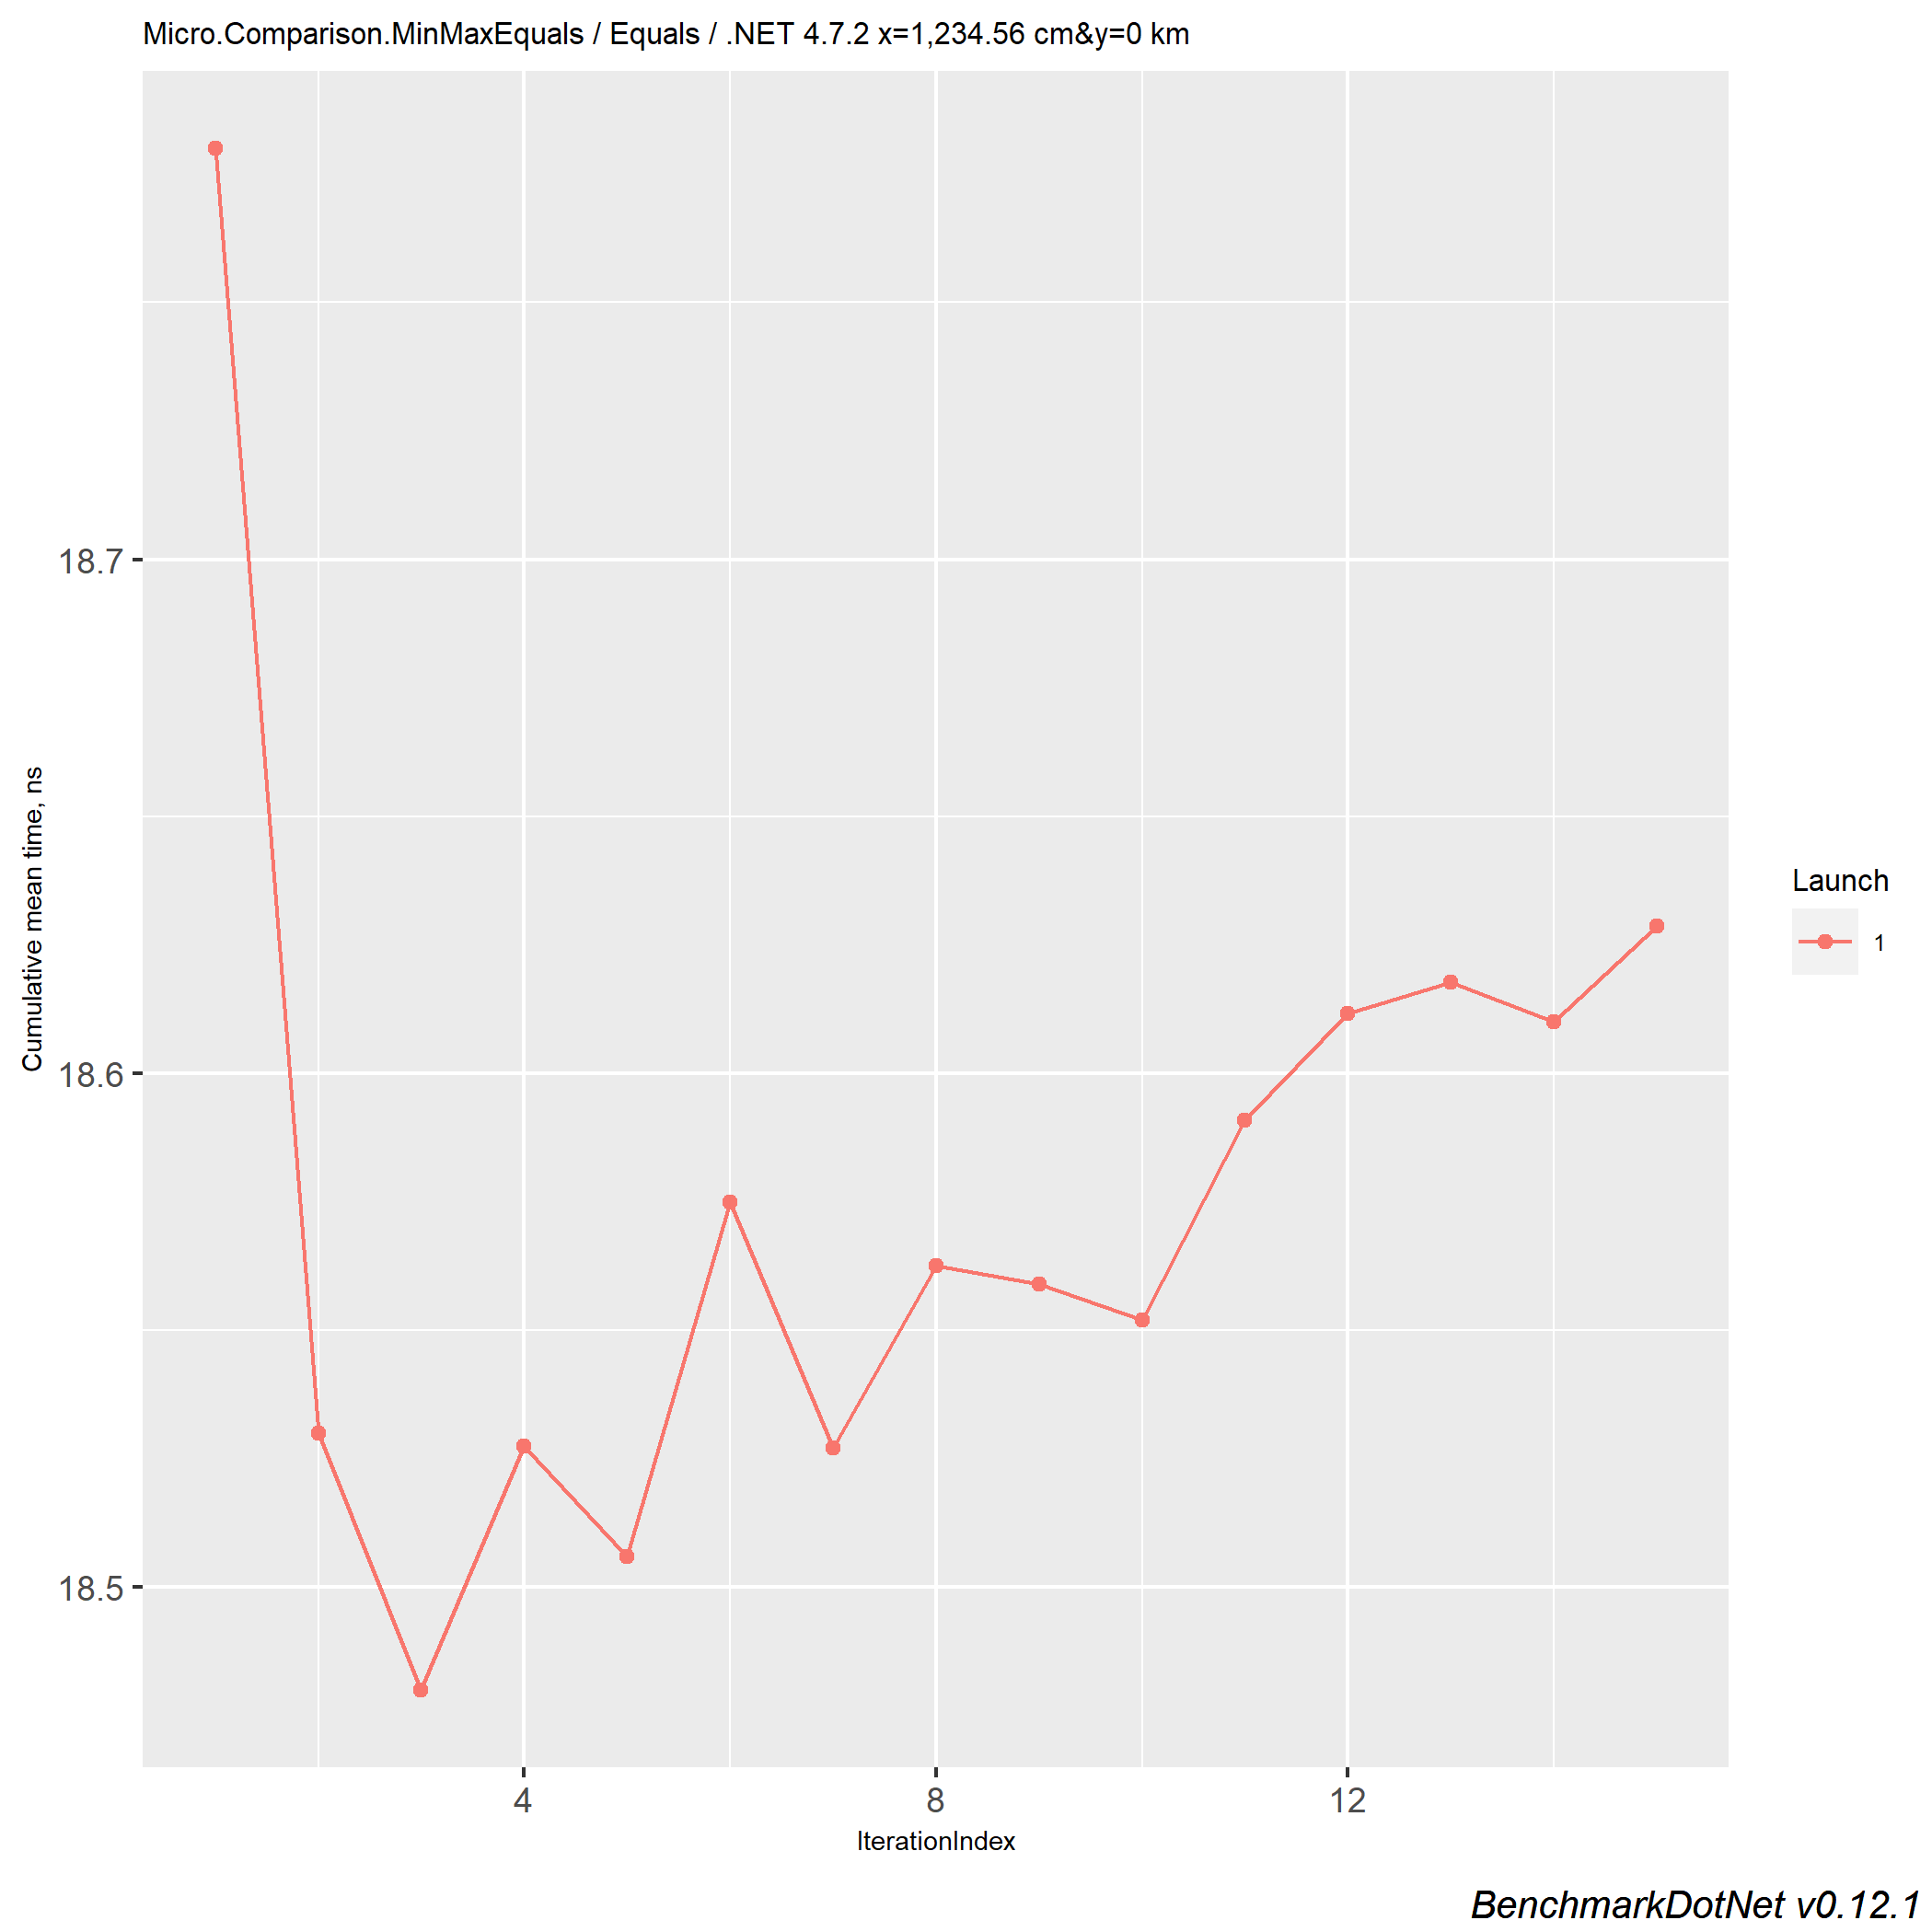 Micro.Comparison.MinMaxEquals / Equals / .NET 4.7.2 x=1,234.56 cm&y=0 km
Cumulative mean time, ns
18.7
18.6
18.5
4
8
12
IterationIndex
Launch
1
BenchmarkDotNet v0.12.1